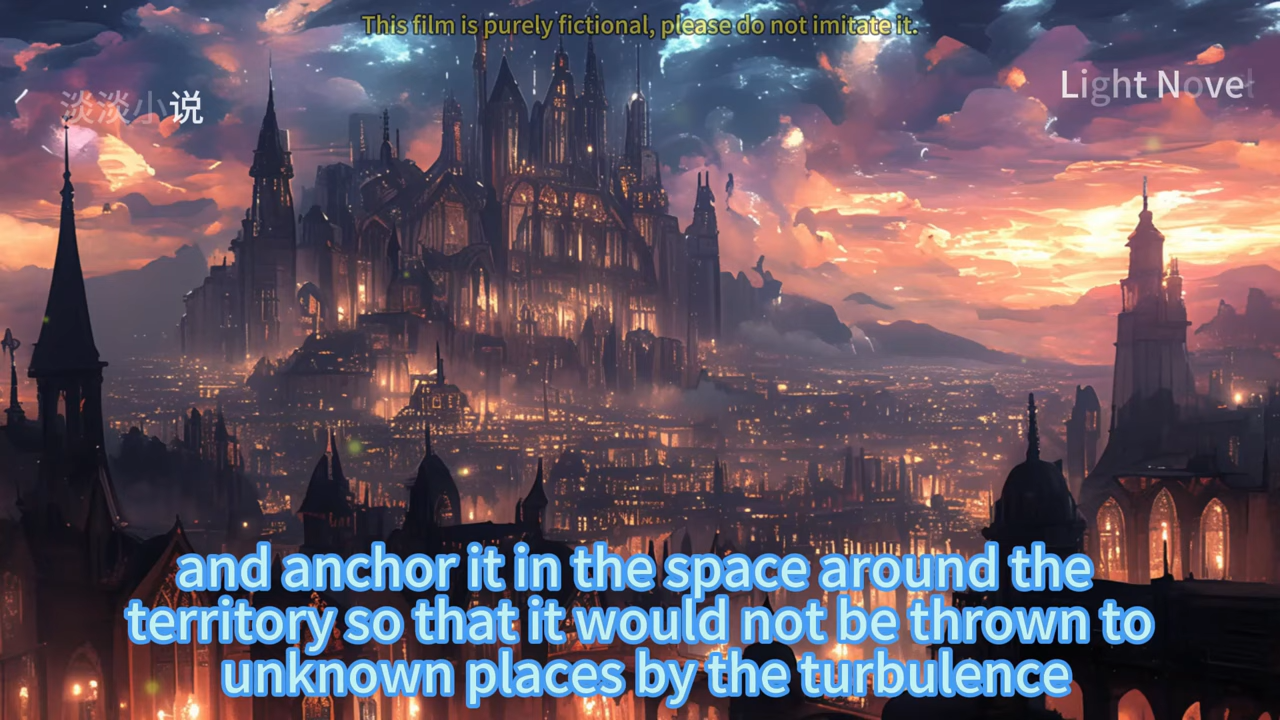 This film is purely fictional, please do not imitate it.
淡淡小说
Light Novel
and anchor it in the space around the
territory so that it would not be thrown to
unknown places by the turbulence